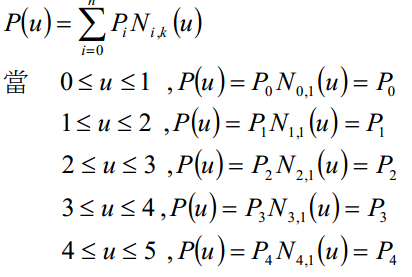 P(u) = \sum_{i=0}^{n} P_i N_{i,k}(u)
當 0 ≤ u ≤ 1 , P(u) = P_0 N_{0,1}(u) = P_0
1 ≤ u ≤ 2 , P(u) = P_1 N_{1,1}(u) = P_1
2 ≤ u ≤ 3 , P(u) = P_2 N_{2,1}(u) = P_2
3 ≤ u ≤ 4 , P(u) = P_3 N_{3,1}(u) = P_3
4 ≤ u ≤ 5 , P(u) = P_4 N_{4,1}(u) = P_4